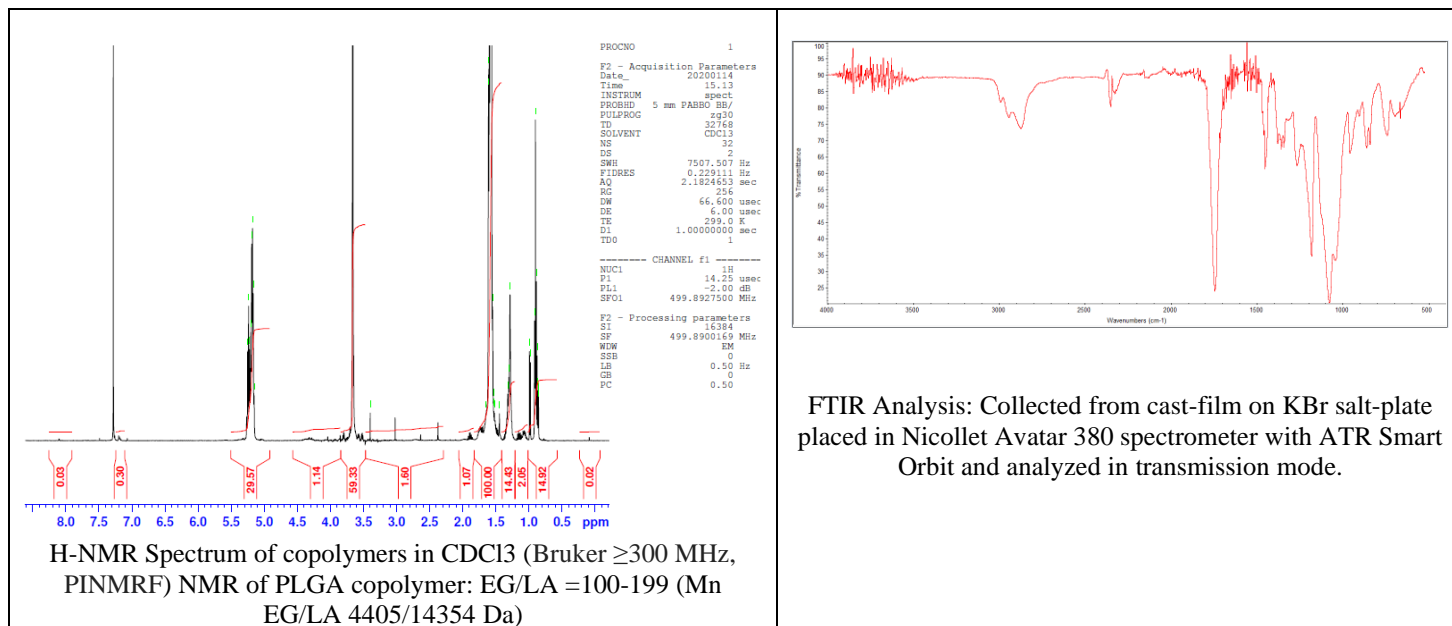 PROCNO 1
F2 - Acquisition Parameters
Date_ 20200114
Time 15.13
INSTRUM spect
PROBHD 5 mm PABBO BB/
PULPROG zg30
TD 32768
SOLVENT CDCl3
NS 32
DS 2
SWH 7507.507 Hz
FIDRES 0.229111 Hz
AQ 2.1824653 sec
RG 256
DW 66.600 usec
DE 6.00 usec
TE 299.0 K
D1 1.00000000 sec
TD0 1
======== CHANNEL f1 ========
NUC1 1H
P1 14.25 usec
PL1 -2.00 dB
SFO1 499.8927500 MHz
F2 - Processing parameters
SI 16384
SF 499.8900169 MHz
WDW EM
SSB 0
LB 0.50 Hz
GB 0
PC 0.50
0.03 0.30 29.57 1.14 59.33 1.60 1.07 100.00 14.43 2.05 14.92 0.02
8.0 7.5 7.0 6.5 6.0 5.5 5.0 4.5 4.0 3.5 3.0 2.5 2.0 1.5 1.0 0.5 ppm
H-NMR Spectrum of copolymers in CDCl3 (Bruker ≥300 MHz,
PINMRF) NMR of PLGA copolymer: EG/LA =100-199 (Mn
EG/LA 4405/14354 Da)
100
95
90
85
80
75
70
65
60
55
50
45
40
35
30
25
% Transmittance
4000 3500 3000 2500 2000 1500 1000 500
Wavenumbers (cm-1)
FTIR Analysis: Collected from cast-film on KBr salt-plate
placed in Nicollet Avatar 380 spectrometer with ATR Smart
Orbit and analyzed in transmission mode.